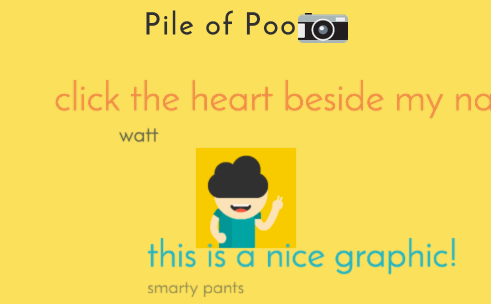 Pile of Poo
click the heart beside my na
watt
this is a nice graphic!
smarty pants